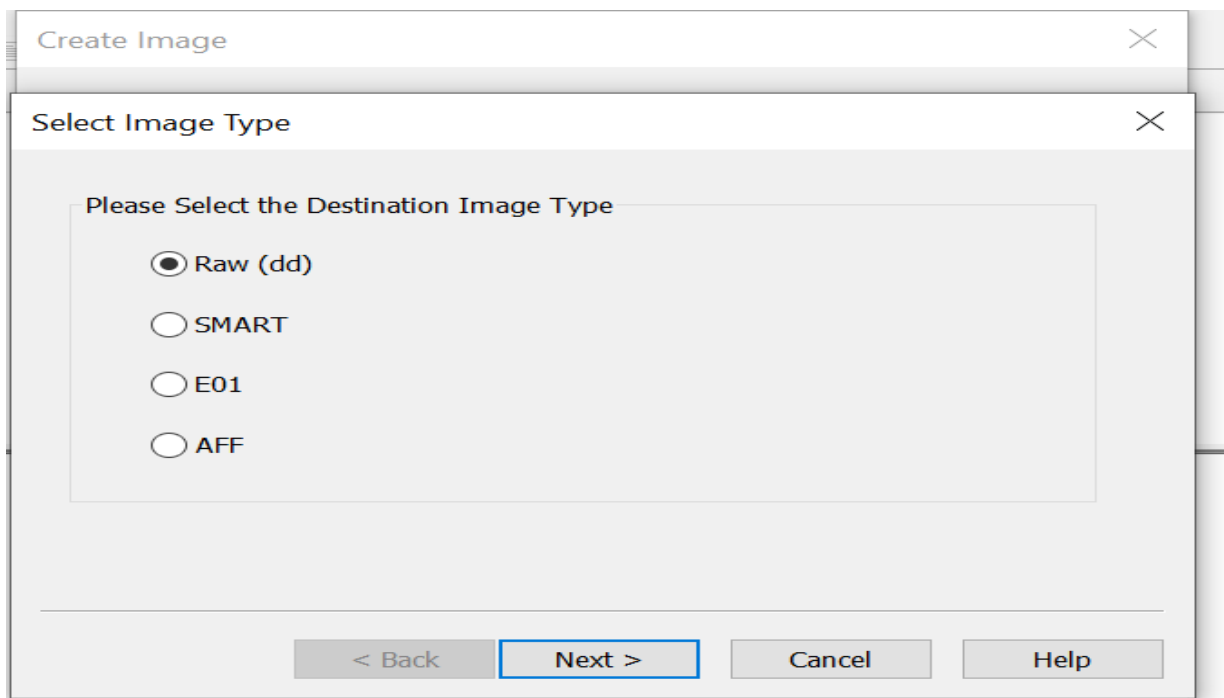 Create Image
Select Image Type
Please Select the Destination Image Type
Raw (dd)
SMART
E01
AFF
< Back Next > Cancel Help